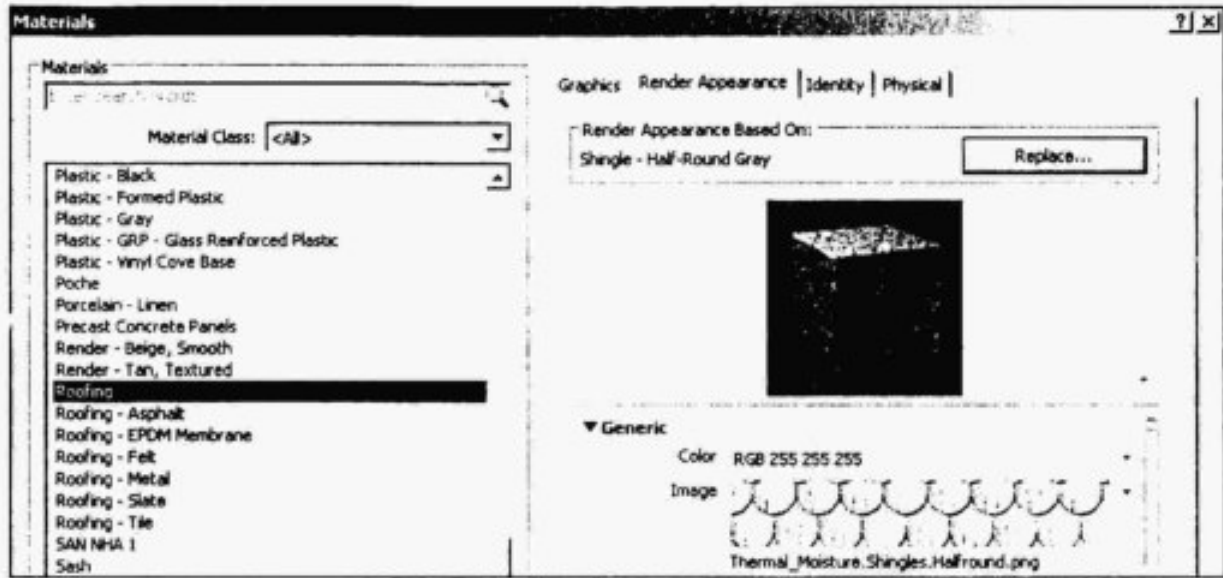 Materials
Materials
Material Class: <All>
Plastic - Black
Plastic - Formed Plastic
Plastic - Gray
Plastic - GRP - Glass Reinforced Plastic
Plastic - Vinyl Cove Base
Poche
Porcelain - Linen
Precast Concrete Panels
Render - Beige, Smooth
Render - Tan, Textured
Roofing
Roofing - Asphalt
Roofing - EPDM Membrane
Roofing - Felt
Roofing - Metal
Roofing - Slate
Roofing - Tile
SAN NHA 1
Sash
Graphics Render Appearance Identity Physical
Render Appearance Based On:
Shingle - Half-Round Gray
Replace...
Generic
Color RGB 255 255 255
Image
Thermal_Moisture.Shingles.Halfround.png